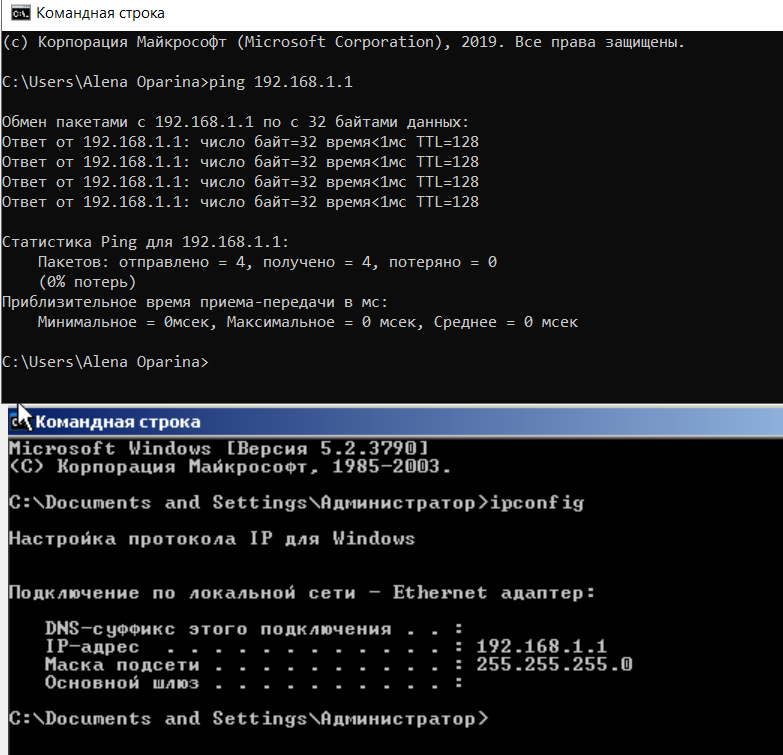 Командная строка
(c) Корпорация Майкрософт (Microsoft Corporation), 2019. Все права защищены.
C:\Users\Alena Oparina>ping 192.168.1.1
Обмен пакетами с 192.168.1.1 по с 32 байтами данных:
Ответ от 192.168.1.1: число байт=32 время<1мс TTL=128
Ответ от 192.168.1.1: число байт=32 время<1мс TTL=128
Ответ от 192.168.1.1: число байт=32 время<1мс TTL=128
Ответ от 192.168.1.1: число байт=32 время<1мс TTL=128
Статистика Ping для 192.168.1.1:
Пакетов: отправлено = 4, получено = 4, потеряно = 0
(0% потерь)
Приблизительное время приема-передачи в мс:
Минимальное = 0мсек, Максимальное = 0 мсек, Среднее = 0 мсек
C:\Users\Alena Oparina>
Командная строка
Microsoft Windows [Версия 5.2.3790]
(C) Корпорация Майкрософт, 1985-2003.
C:\Documents and Settings\Администратор>ipconfig
Настройка протокола IP для Windows
Подключение по локальной сети - Ethernet адаптер:
DNS-суффикс этого подключения . . :
IP-адрес . . . . . . . . . . . . : 192.168.1.1
Маска подсети . . . . . . . . . . : 255.255.255.0
Основной шлюз . . . . . . . . . . :
C:\Documents and Settings\Администратор>